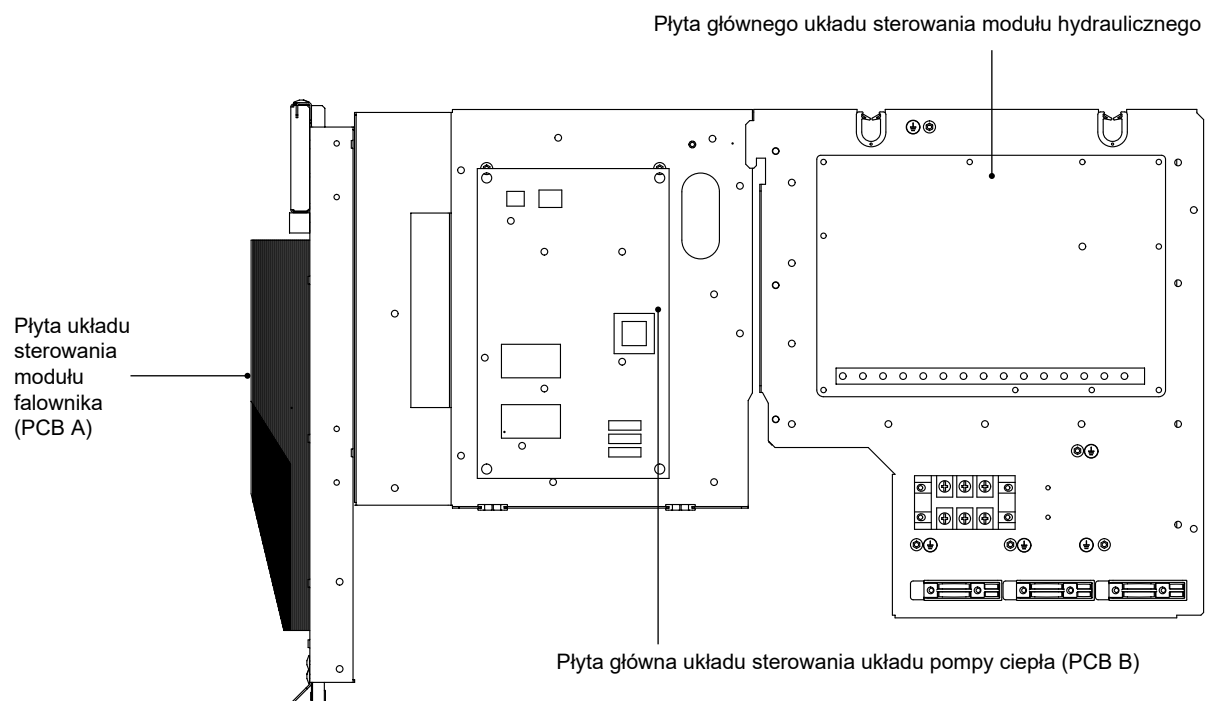 Płyta głównego układu sterowania modułu hydraulicznego
Płyta układu
sterowania
modułu
falownika
(PCB A)
Płyta główna układu sterowania układu pompy ciepła (PCB B)